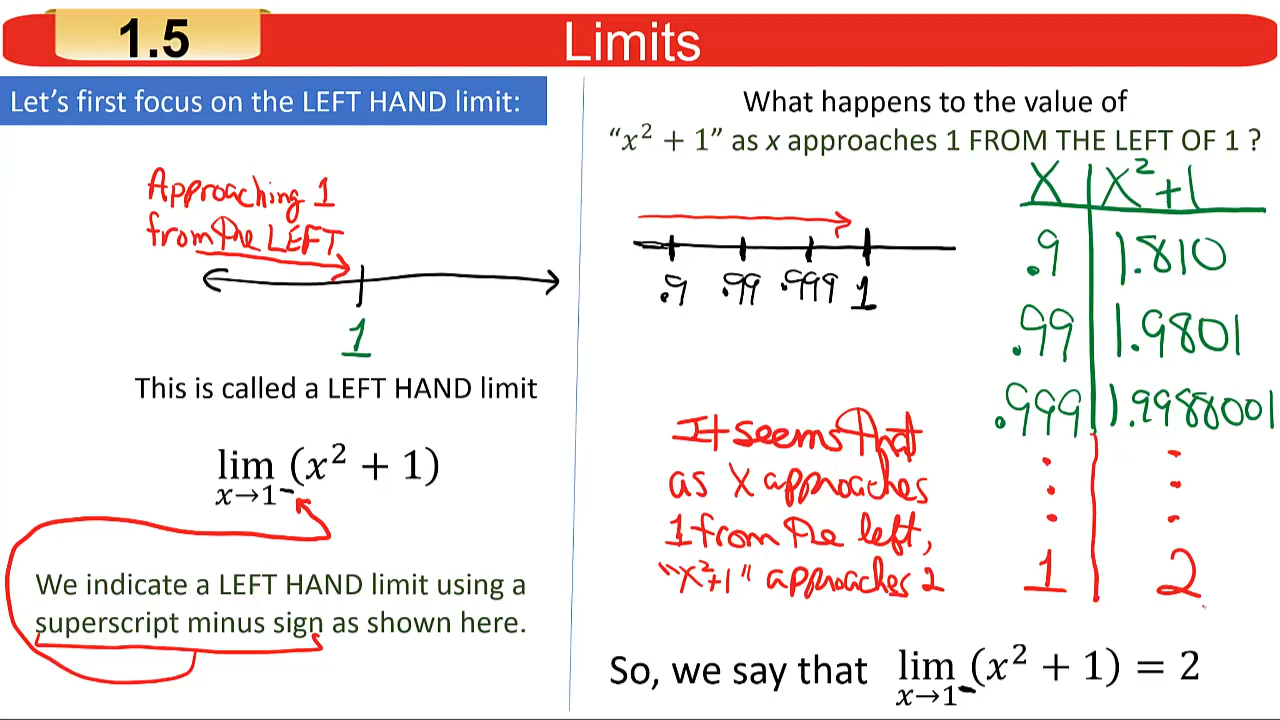 1.5
Limits
Let's first focus on the LEFT HAND limit:
Approaching 1
from the LEFT
1
This is called a LEFT HAND limit
lim (x² + 1)
x→1⁻
We indicate a LEFT HAND limit using a
superscript minus sign as shown here.
What happens to the value of
“x² + 1” as x approaches 1 FROM THE LEFT OF 1 ?
.9 .99 .999 1
X X²+1
.9 1.810
.99 1.9801
.999 1.9988001
1 2
It seems that
as X approaches
1 from the left,
"X²+1" approaches 2
So, we say that lim (x² + 1) = 2
x→1⁻